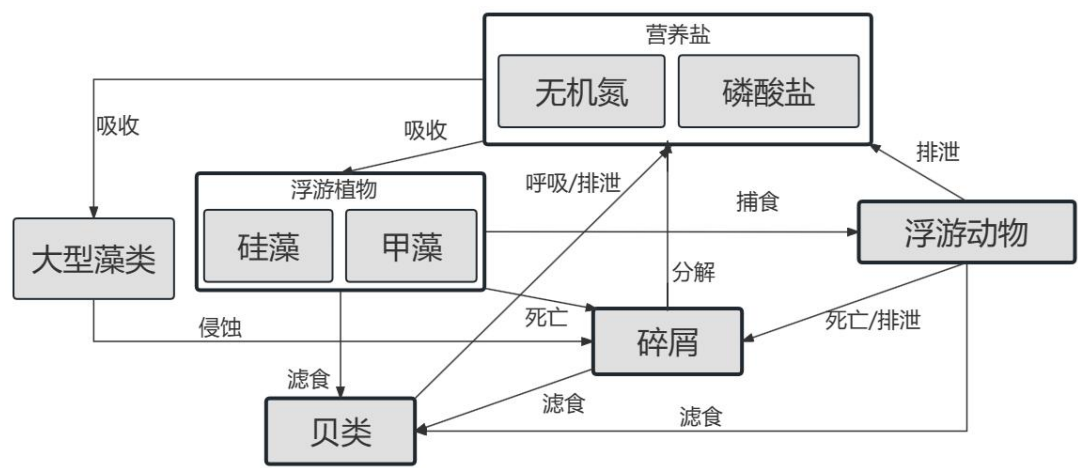 营养盐
无机氮
磷酸盐
吸收
吸收
排泄
浮游植物
呼吸/排泄
捕食
硅藻
甲藻
浮游动物
大型藻类
分解
侵蚀
死亡
死亡/排泄
碎屑
滤食
滤食
滤食
贝类